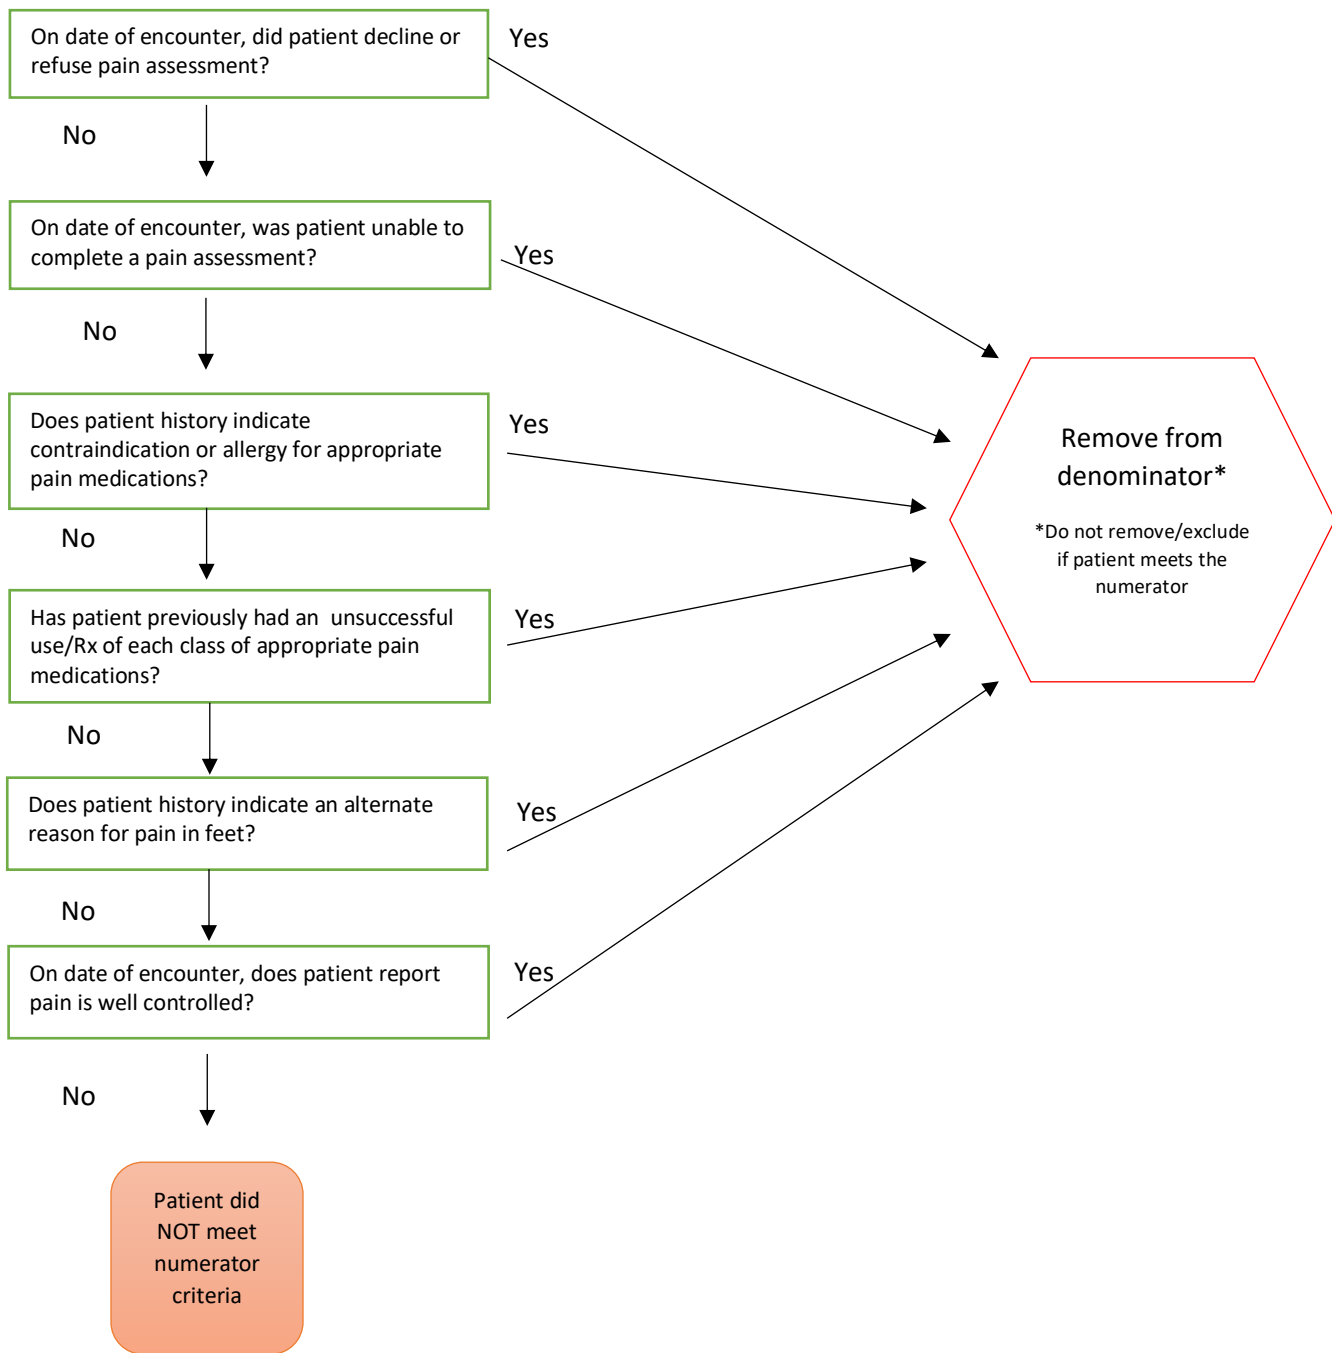 On date of encounter, did patient decline or
refuse pain assessment?
Yes
No
On date of encounter, was patient unable to
complete a pain assessment?
Yes
No
Does patient history indicate
contraindication or allergy for appropriate
pain medications?
Yes
No
Has patient previously had an  unsuccessful
use/Rx of each class of appropriate pain
medications?
Yes
No
Does patient history indicate an alternate
reason for pain in feet?
Yes
No
On date of encounter, does patient report
pain is well controlled?
Yes
No
Patient did
NOT meet
numerator
criteria
Remove from
denominator*
*Do not remove/exclude
if patient meets the
numerator